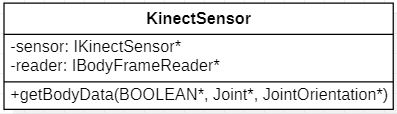 KinectSensor
-sensor: IKinectSensor*
-reader: IBodyFrameReader*
+getBodyData(BOOLEAN*, Joint*, JointOrientation*)